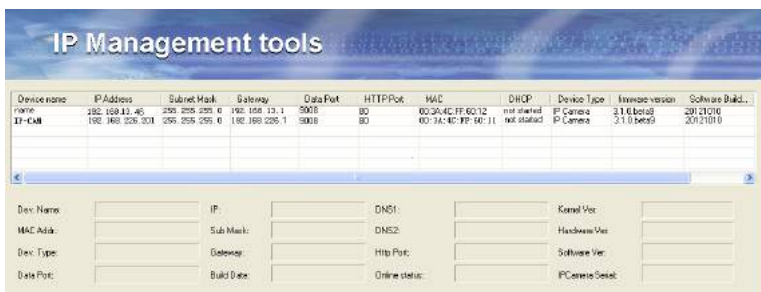 IP Management tools
Device name IP Address Subnet Mask Gateway Data Port HTTP Port MAC DHCP Device Type firmware version Software Build...
name 192.168.13.46 255.255.255.0 192.168.13.1 9008 80 00:3A:4C:FF:60:12 not started IP Camera 3.1.0.beta9 20121010
IP-CAM 192.168.226.201 255.255.255.0 192.168.226.1 9008 80 00:3A:4C:FF:60:11 not started IP Camera 3.1.0.beta9 20121010
Dev. Name: IP: DNS1: Kernel Ver:
MAC Addr: Sub Mask: DNS2: Hardware Ver:
Dev. Type: Gateway: Http Port: Software Ver:
Data Port: Build Date: Online status: IPCamera Serial: